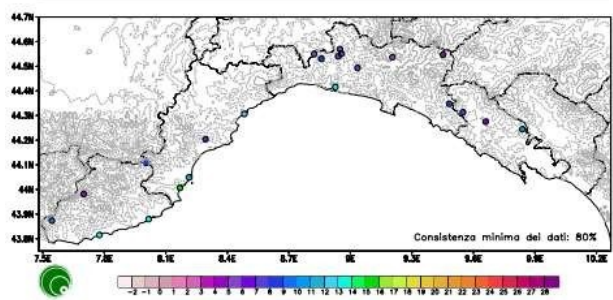 44.7N
44.6N
44.5N
44.4N
44.3N
44.2N
44.1N
44N
43.9N
43.8N
Consistenza minima dei dati: 80%
7.5E 7.8E 8.1E 8.4E 8.7E 9E 9.3E 9.6E 9.9E 10.2E
-2 -1 0 1 2 3 4 5 6 7 8 9 10 11 12 13 14 15 16 17 18 19 20 21 22 23 24 25 26 27 28